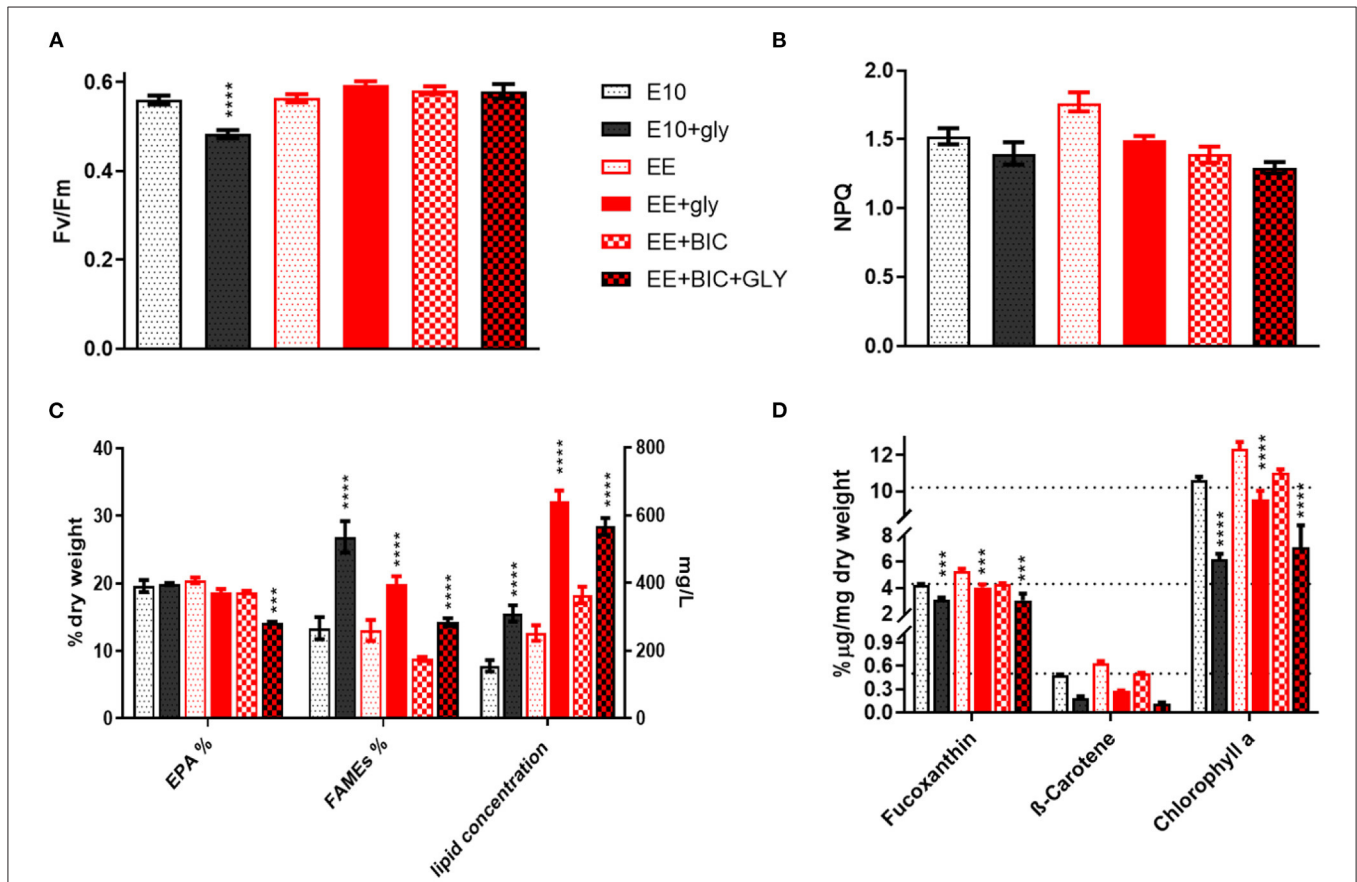 A
B
Fv/Fm
0.6
0.4
0.2
0.0
****
E10
E10+gly
EE
EE+gly
EE+BIC
EE+BIC+GLY
NPQ
2.0
1.5
1.0
0.5
0.0
C
D
% dry weight
40
30
20
10
0
***
****
****
****
****
****
****
800
600
400
200
0
mg/L
EPA %
FAMEs %
lipid concentration
% µg/mg dry weight
12
10
8
6
4
2
0.9
0.6
0.3
0.0
***
***
***
****
****
****
Fucoxanthin
ß-Carotene
Chlorophyll a